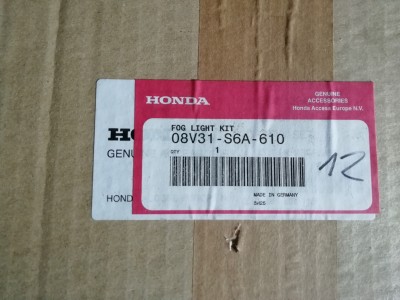 HONDA
GENUINE
ACCESSORIES
Honda Access Europe N.V.
FOG LIGHT KIT
08V31-S6A-610
QTY 1
12
MADE IN GERMANY
HO
GENU
HOND